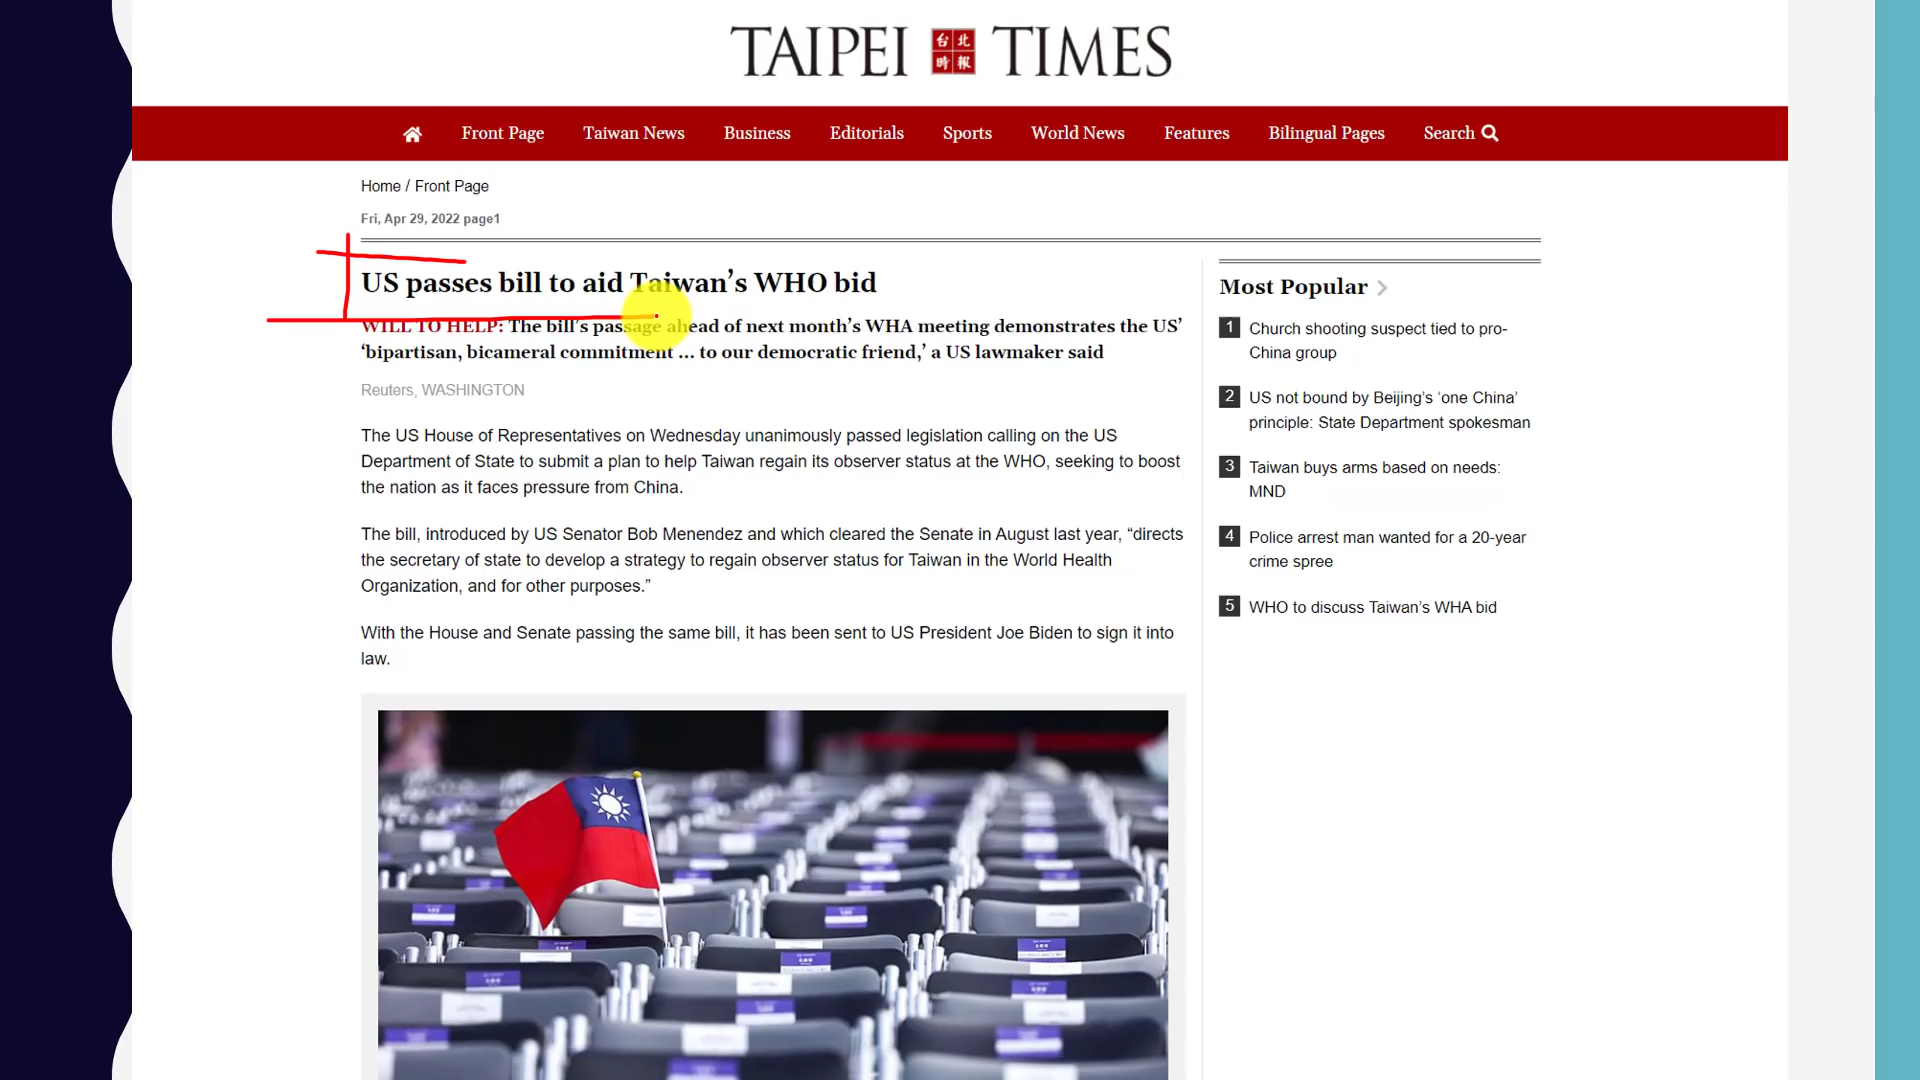 TAIPEI 台北時報 TIMES
Front Page Taiwan News Business Editorials Sports World News Features Bilingual Pages Search
Home / Front Page
Fri, Apr 29, 2022 page1
US passes bill to aid Taiwan’s WHO bid
WILL TO HELP: The bill’s passage ahead of next month’s WHA meeting demonstrates the US’
‘bipartisan, bicameral commitment ... to our democratic friend,’ a US lawmaker said
Reuters, WASHINGTON
The US House of Representatives on Wednesday unanimously passed legislation calling on the US
Department of State to submit a plan to help Taiwan regain its observer status at the WHO, seeking to boost
the nation as it faces pressure from China.
The bill, introduced by US Senator Bob Menendez and which cleared the Senate in August last year, “directs
the secretary of state to develop a strategy to regain observer status for Taiwan in the World Health
Organization, and for other purposes.”
With the House and Senate passing the same bill, it has been sent to US President Joe Biden to sign it into
law.
Most Popular
1 Church shooting suspect tied to pro-
China group
2 US not bound by Beijing’s ‘one China’
principle: State Department spokesman
3 Taiwan buys arms based on needs:
MND
4 Police arrest man wanted for a 20-year
crime spree
5 WHO to discuss Taiwan’s WHA bid